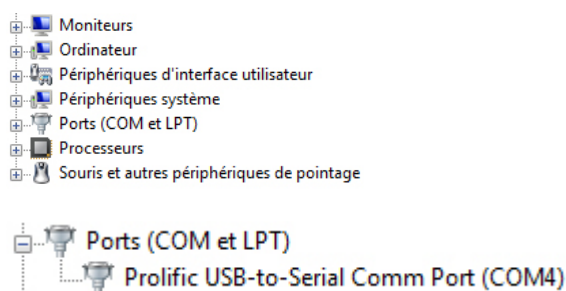 Moniteurs
Ordinateur
Périphériques d'interface utilisateur
Périphériques système
Ports (COM et LPT)
Processeurs
Souris et autres périphériques de pointage
Ports (COM et LPT)
Prolific USB-to-Serial Comm Port (COM4)